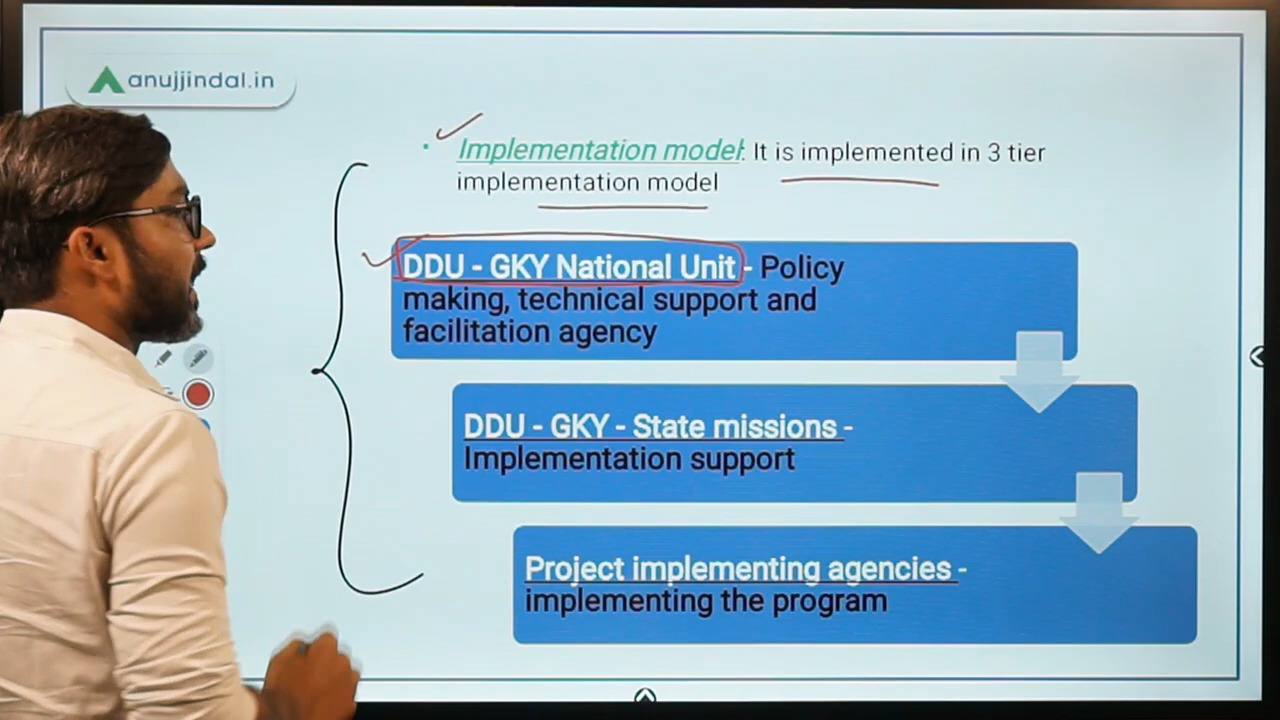 anujjindal.in
Implementation model: It is implemented in 3 tier
implementation model
DDU - GKY National Unit - Policy
making, technical support and
facilitation agency
DDU - GKY - State missions -
Implementation support
Project implementing agencies -
implementing the program